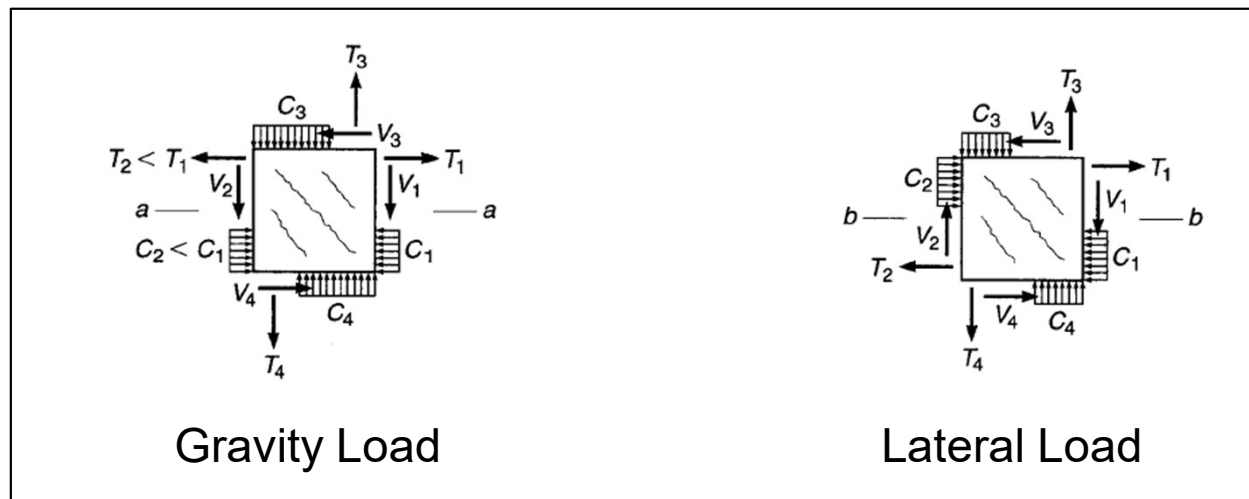 T3
C3
V3
T2 < T1
T1
V2
V1
a
a
C2 < C1
C1
V4
C4
T4
Gravity Load
T3
C3
V3
T1
C2
V1
b
b
V2
C1
T2
V4
C4
T4
Lateral Load